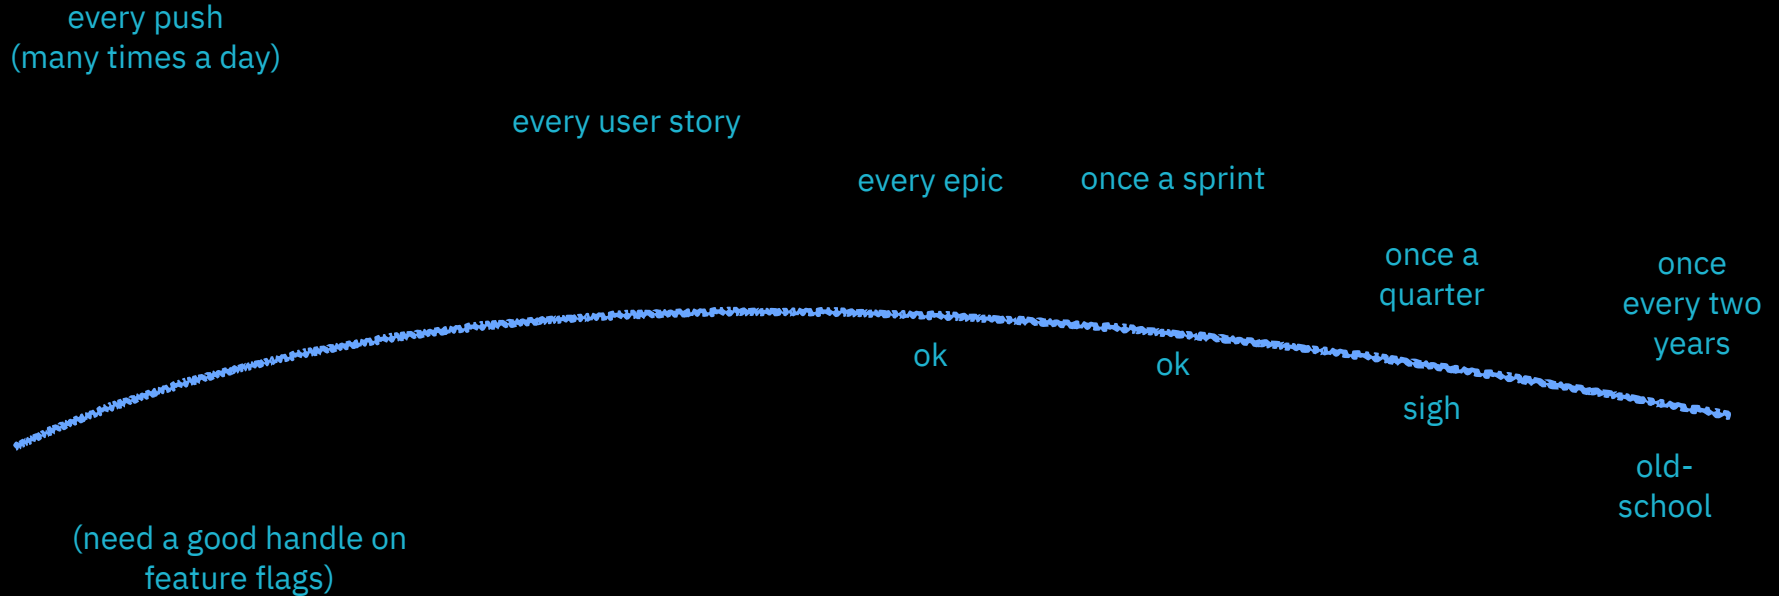 every push
(many times a day)
every user story
every epic
once a sprint
once a
quarter
once
every two
years
ok
ok
sigh
old-
school
(need a good handle on
feature flags)